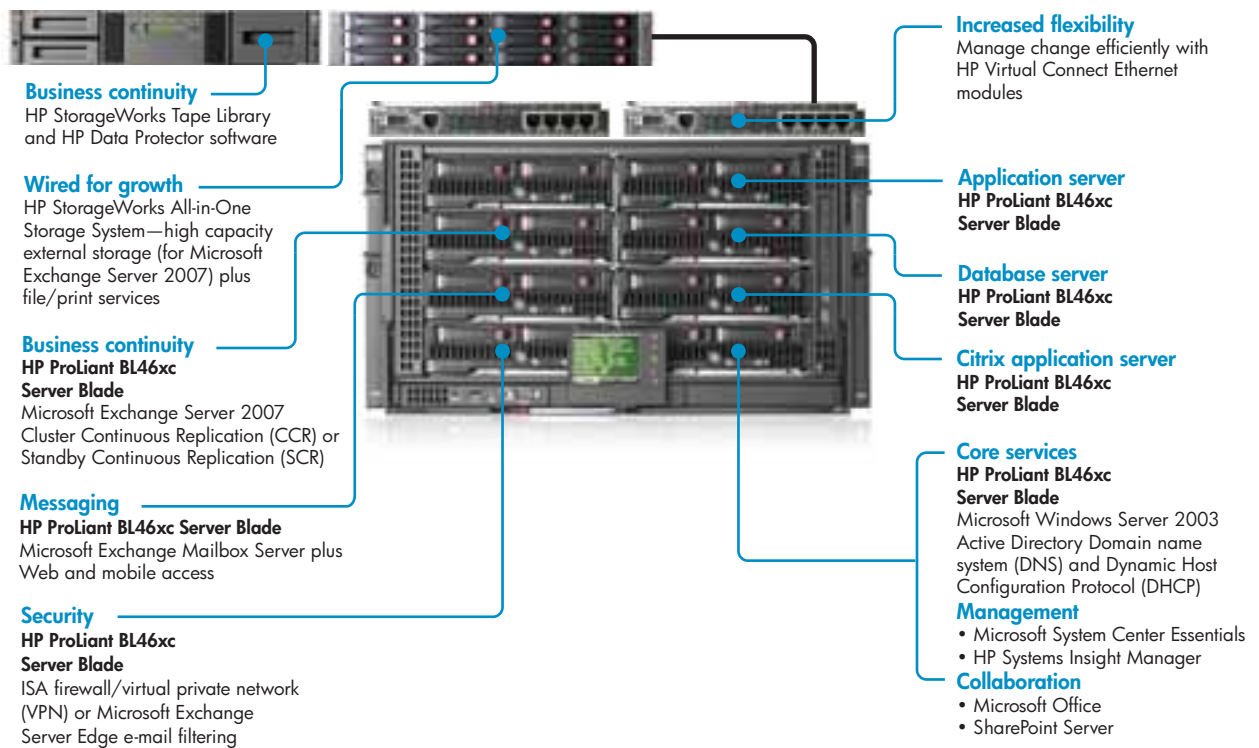 Business continuity
HP StorageWorks Tape Library
and HP Data Protector software
Wired for growth
HP StorageWorks All-in-One
Storage System—high capacity
external storage (for Microsoft
Exchange Server 2007) plus
file/print services
Business continuity
HP ProLiant BL46xc
Server Blade
Microsoft Exchange Server 2007
Cluster Continuous Replication (CCR) or
Standby Continuous Replication (SCR)
Messaging
HP ProLiant BL46xc Server Blade
Microsoft Exchange Mailbox Server plus
Web and mobile access
Security
HP ProLiant BL46xc
Server Blade
ISA firewall/virtual private network
(VPN) or Microsoft Exchange
Server Edge e-mail filtering
Increased flexibility
Manage change efficiently with
HP Virtual Connect Ethernet
modules
Application server
HP ProLiant BL46xc
Server Blade
Database server
HP ProLiant BL46xc
Server Blade
Citrix application server
HP ProLiant BL46xc
Server Blade
Core services
HP ProLiant BL46xc
Server Blade
Microsoft Windows Server 2003
Active Directory Domain name
system (DNS) and Dynamic Host
Configuration Protocol (DHCP)
Management
• Microsoft System Center Essentials
• HP Systems Insight Manager
Collaboration
• Microsoft Office
• SharePoint Server